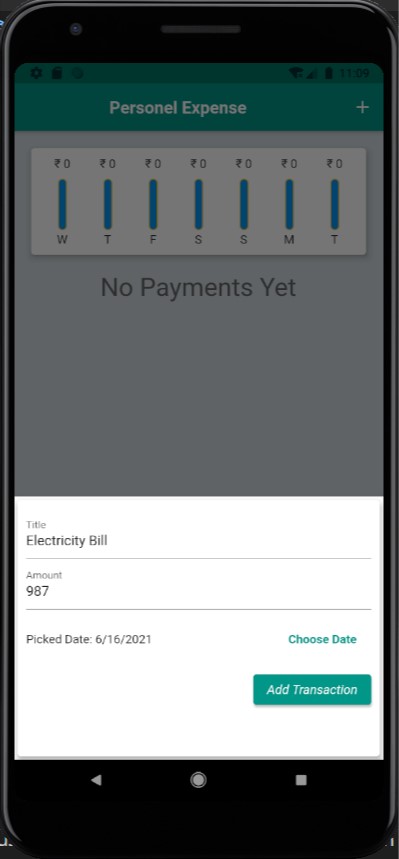 11:09
Personel Expense +
₹ 0 ₹ 0 ₹ 0 ₹ 0 ₹ 0 ₹ 0 ₹ 0
W T F S S M T
No Payments Yet
Title
Electricity Bill
Amount
987
Picked Date: 6/16/2021 Choose Date
Add Transaction